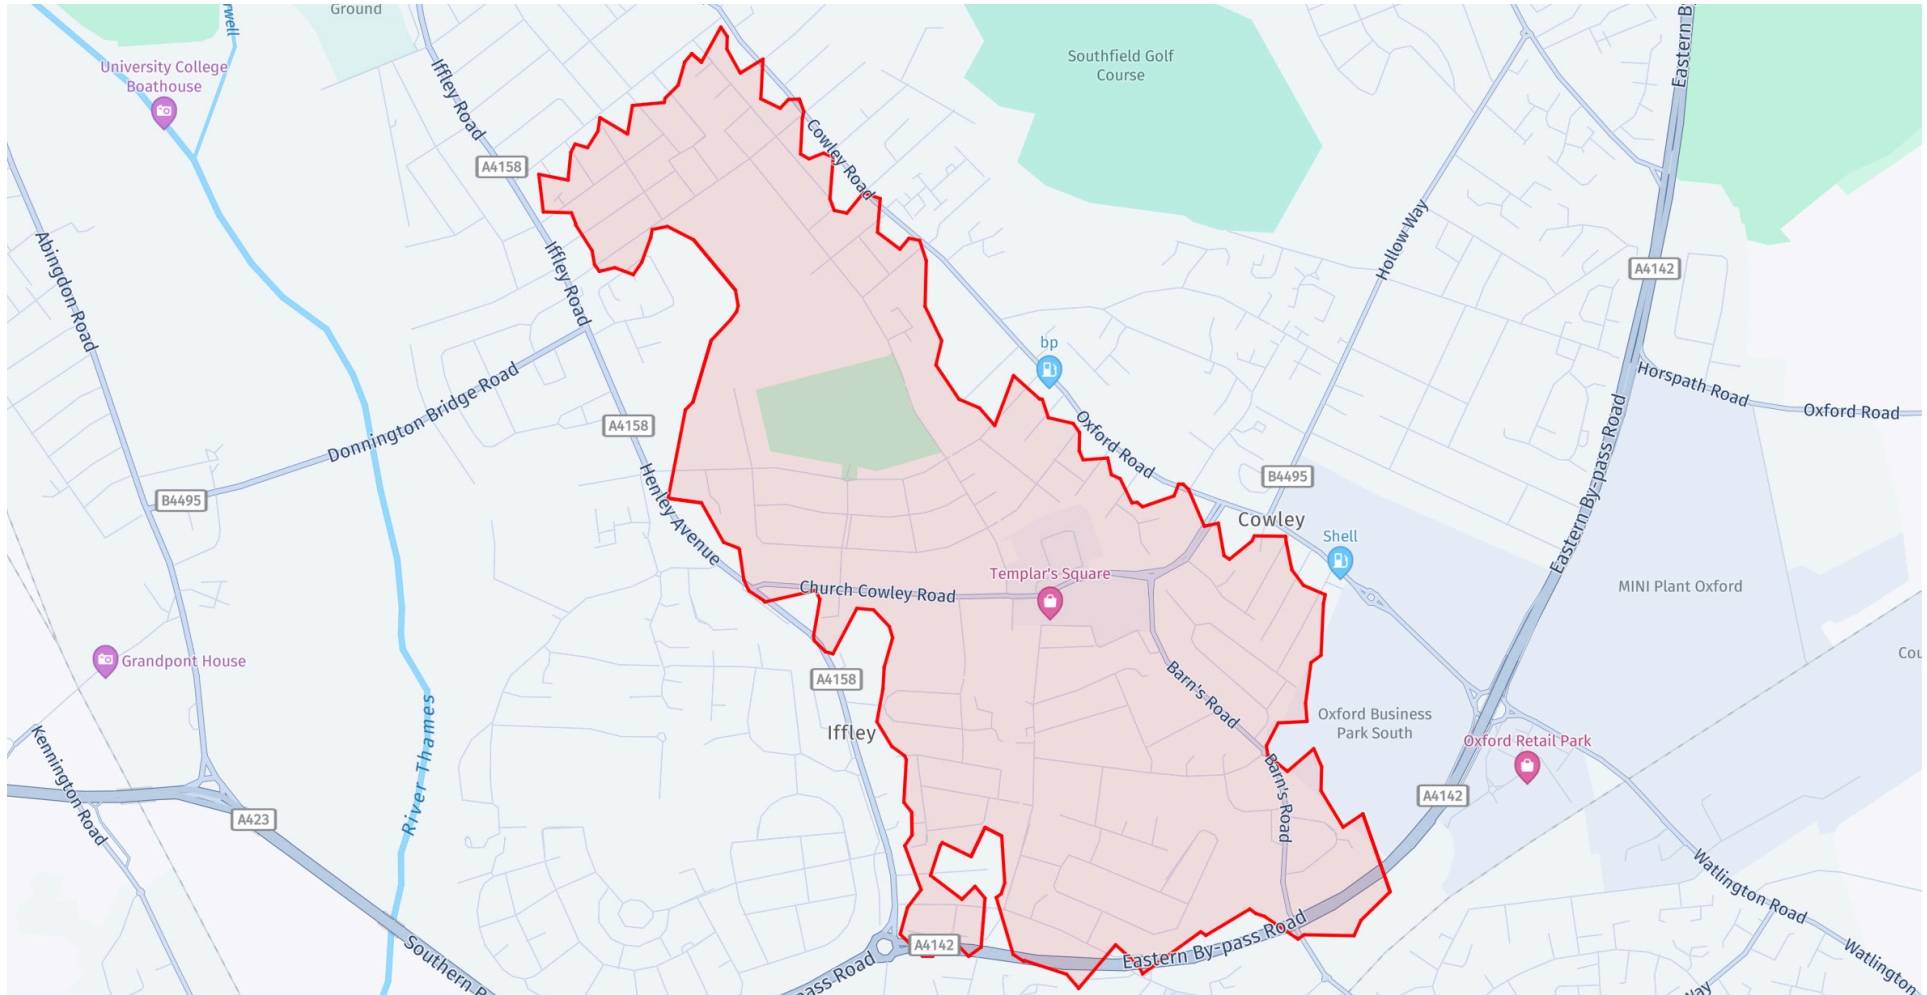 Ground
University College
Boathouse
Iffley Road
A4158
Cowley Road
Southfield Golf
Course
Hollow Way
A4142
Abingdon Road
Iffley Road
bp
Horspath Road
Oxford Road
Donnington Bridge Road
A4158
Oxford Road
Eastern By-pass Road
B4495
Henley Avenue
B4495
Cowley
Shell
Templar's Square
Church Cowley Road
MINI Plant Oxford
Grandpont House
A4158
Iffley
Barn's Road
Oxford Business
Park South
Oxford Retail Park
Kennington Road
River Thames
Barn's Road
A4142
A423
Watlington Road
A4142
Eastern By-pass Road
Southern
pass Road
Watlington